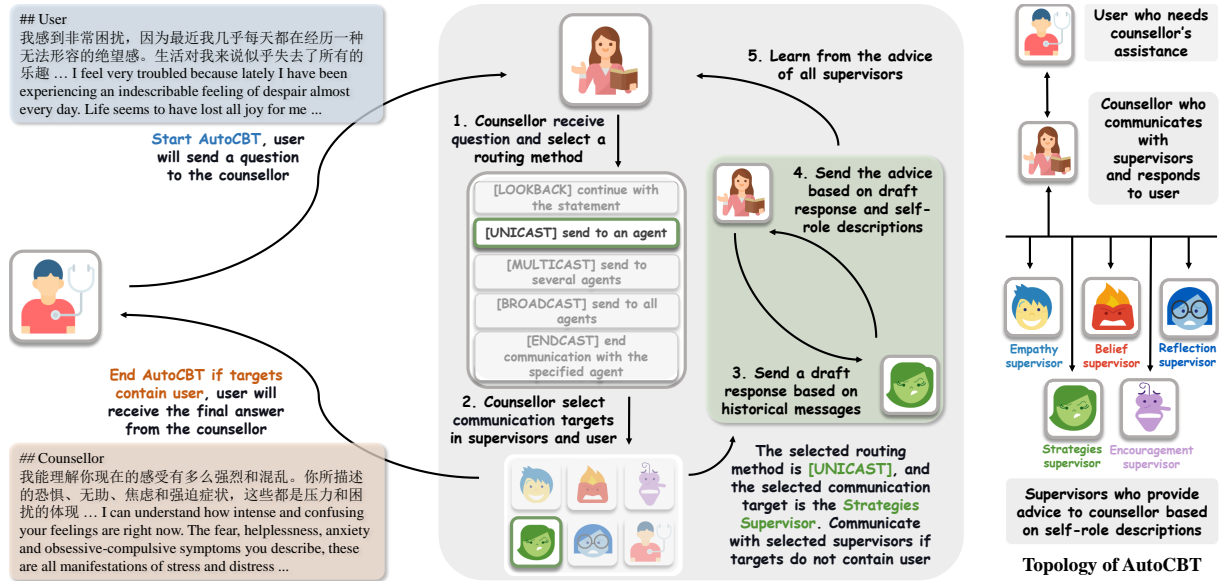 ## User
我感到非常困扰，因为最近我几乎每天都在经历一种
无法形容的绝望感。生活对我来说似乎失去了所有的
乐趣 ... I feel very troubled because lately I have been
experiencing an indescribable feeling of despair almost
every day. Life seems to have lost all joy for me ...
Start AutoCBT, user
will send a question
to the counsellor
End AutoCBT if targets
contain user, user will
receive the final answer
from the counsellor
## Counsellor
我能理解你现在的感受有多么强烈和混乱。你所描述
的恐惧、无助、焦虑和强迫症状，这些都是压力和困
扰的体现 ... I can understand how intense and confusing
your feelings are right now. The fear, helplessness, anxiety
and obsessive-compulsive symptoms you describe, these
are all manifestations of stress and distress ...
1. Counsellor receive
question and select a
routing method
[LOOKBACK] continue with
the statement
[UNICAST] send to an agent
[MULTICAST] send to
several agents
[BROADCAST] send to all
agents
[ENDCAST] end
communication with the
specified agent
2. Counsellor select
communication targets
in supervisors and user
5. Learn from the advice
of all supervisors
4. Send the advice
based on draft
response and self-
role descriptions
3. Send a draft
response based on
historical messages
The selected routing
method is [UNICAST], and
the selected communication
target is the Strategies
Supervisor. Communicate
with selected supervisors if
targets do not contain user
User who needs
counsellor's
assistance
Counsellor who
communicates
with
supervisors
and responds
to user
Empathy
supervisor
Belief
supervisor
Reflection
supervisor
Strategies
supervisor
Encouragement
supervisor
Supervisors who provide
advice to counsellor based
on self-role descriptions
Topology of AutoCBT